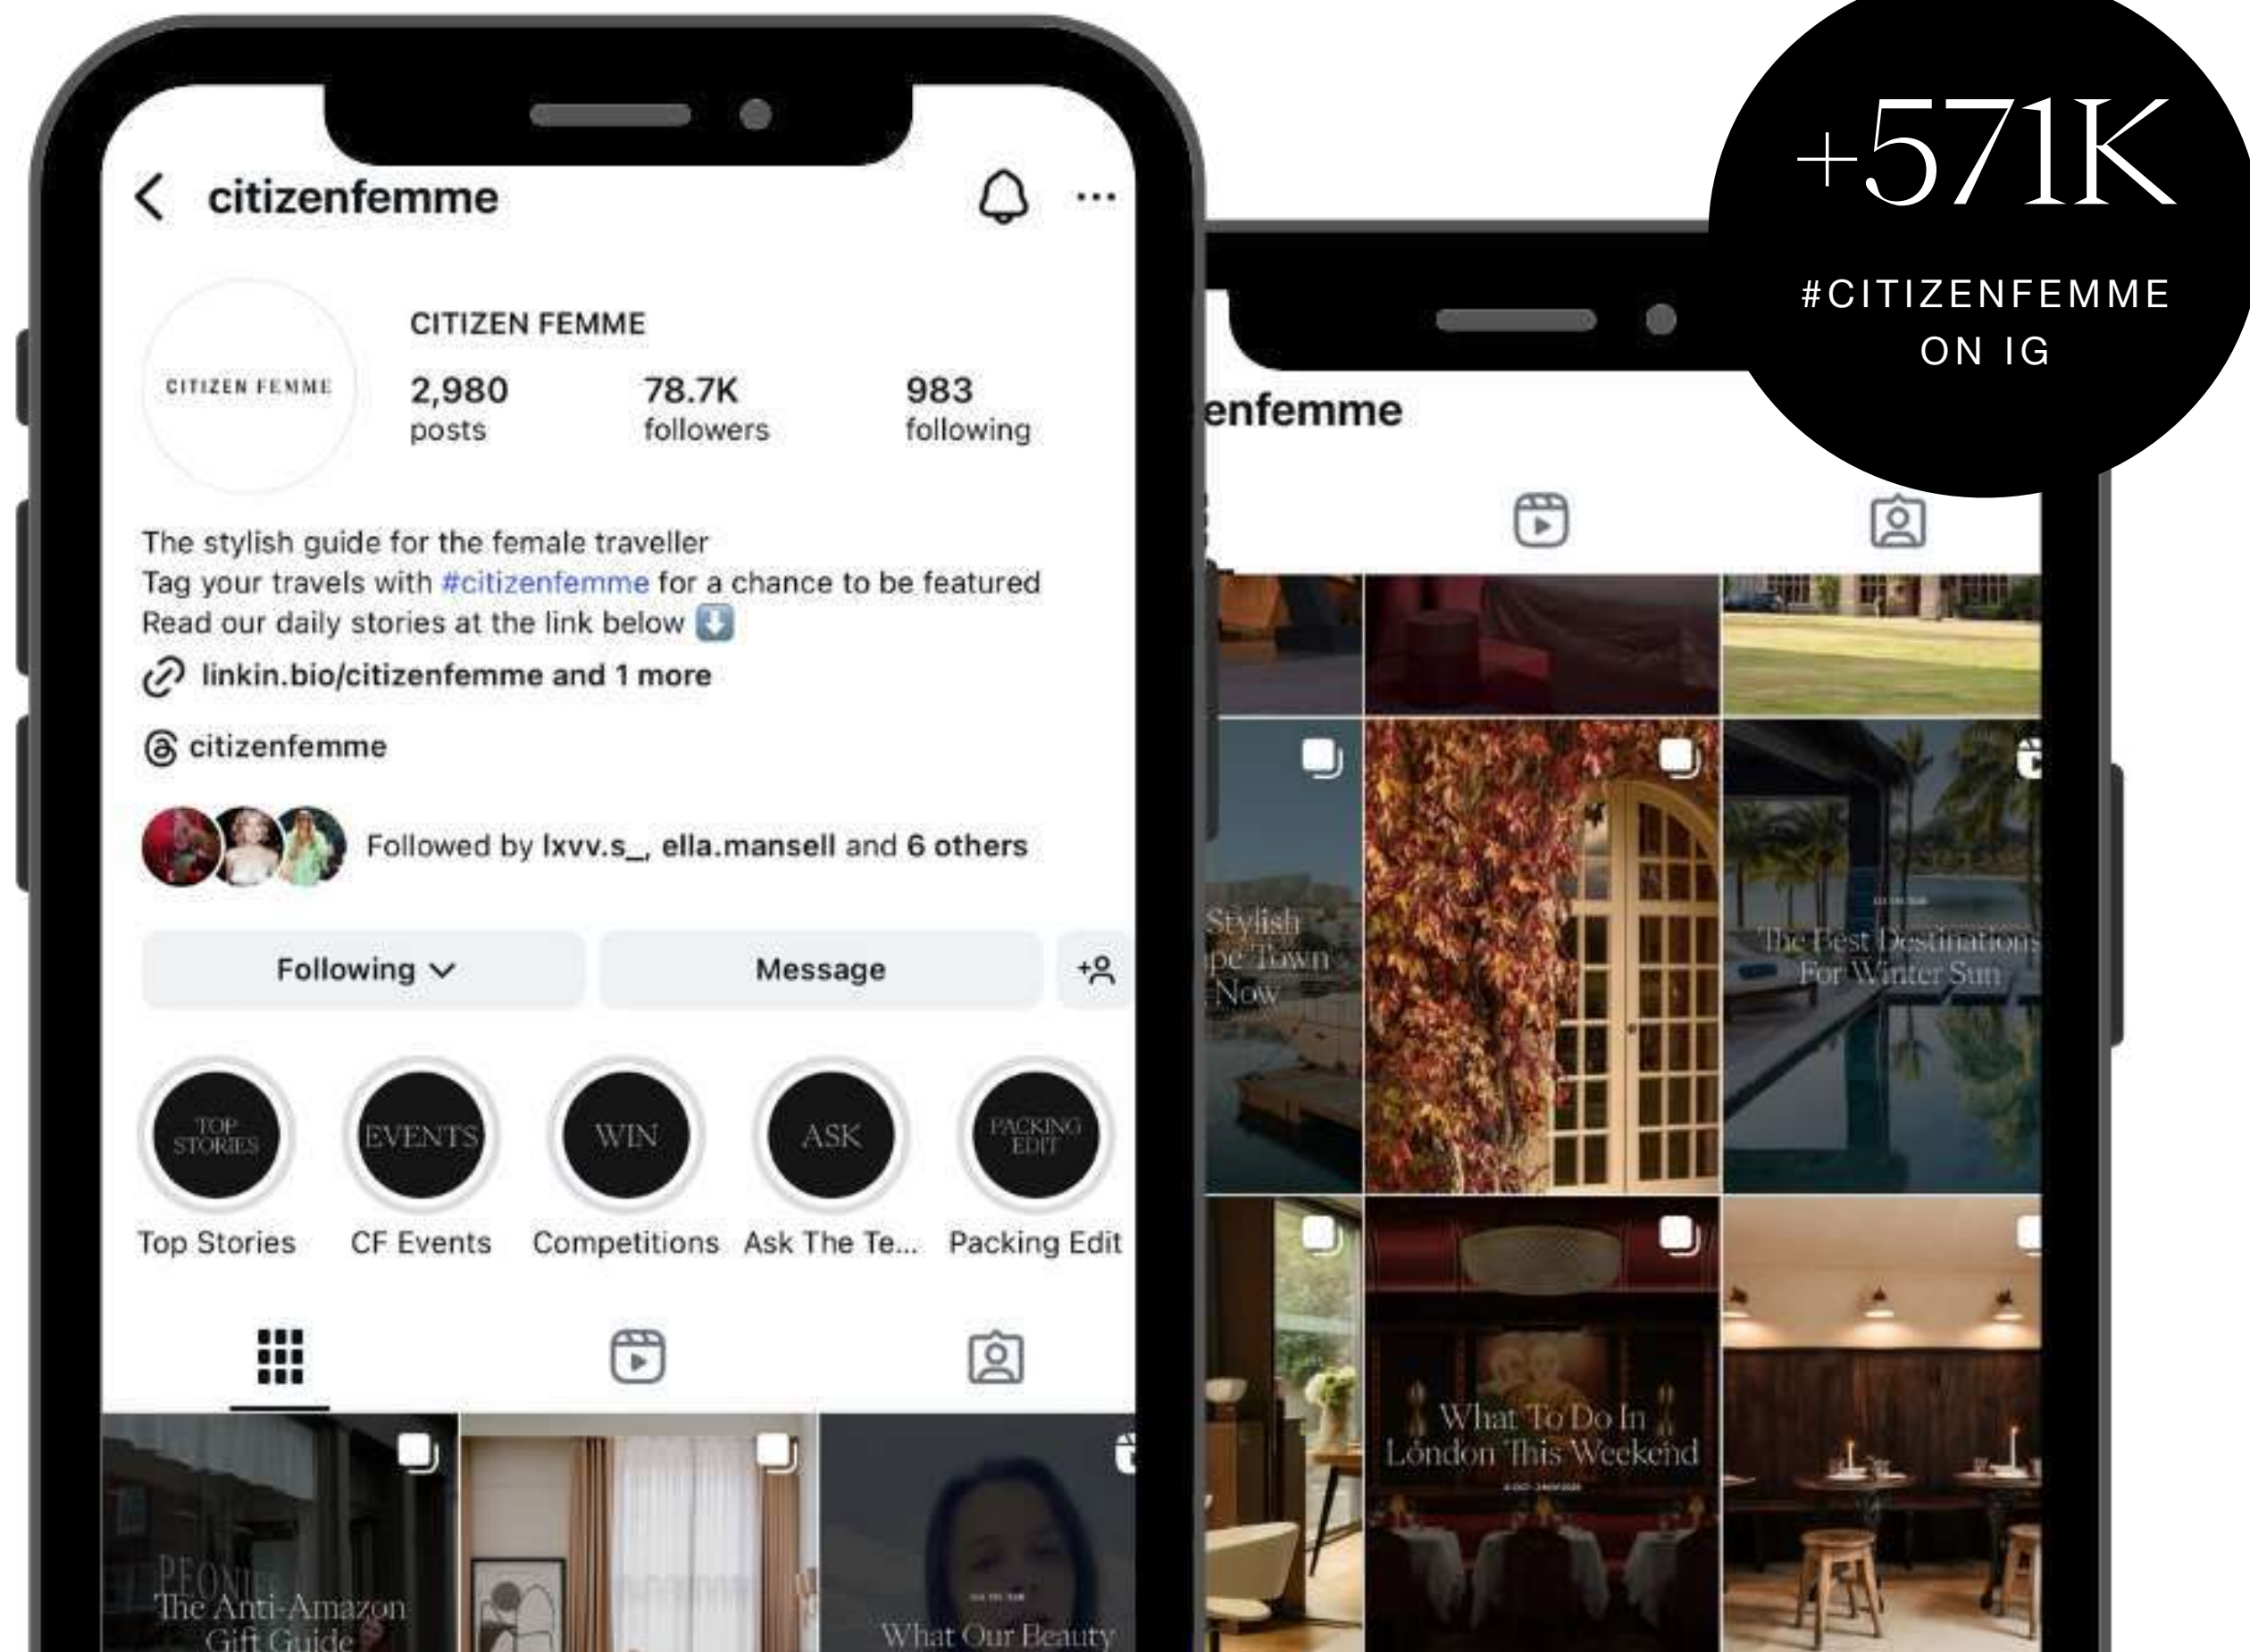 citizenfemme
CITIZEN FEMME
CITIZEN FEMME
2,980
posts
78.7K
followers
983
following
The stylish guide for the female traveller
Tag your travels with #citizenfemme for a chance to be featured
Read our daily stories at the link below
linkin.bio/citizenfemme and 1 more
citizenfemme
Followed by lxvv.s_, ella.mansell and 6 others
Following
Message
TOP
STORIES
EVENTS
WIN
ASK
PACKING
EDIT
Top Stories
CF Events
Competitions
Ask The Te...
Packing Edit
PEONIE
The Anti-Amazon
Gift Guide
What Our Beauty
+571K
#CITIZENFEMME
ON IG
enfemme
Stylish
pe Town
Now
The Best Destinations
For Winter Sun
What To Do In
London This Weekend